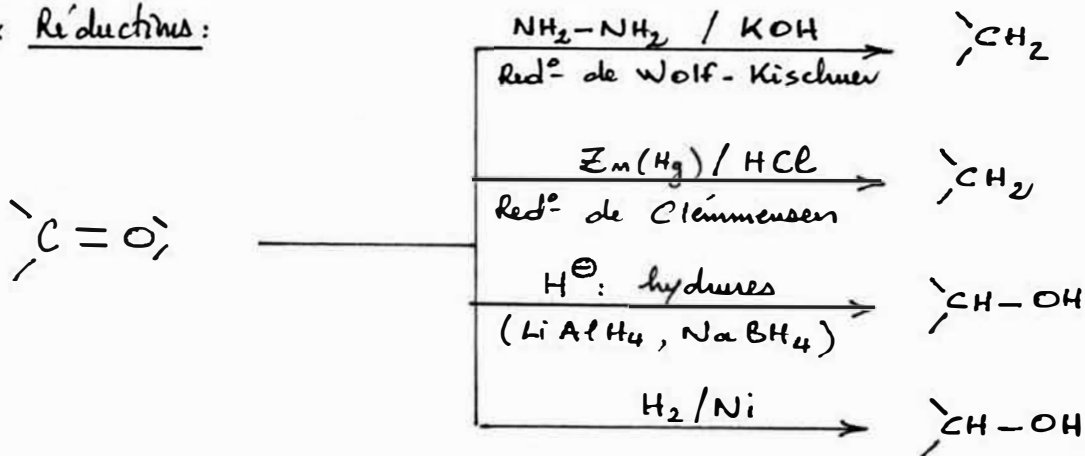 : Réductions:
NH₂-NH₂ / KOH
Red°- de Wolf-Kischner
CH₂
Zn(Hg) / HCl
Red°- de Clémmensen
CH₂
C=O
H⊖: hydrures
(LiAlH₄, NaBH₄)
CH-OH
H₂/Ni
CH-OH